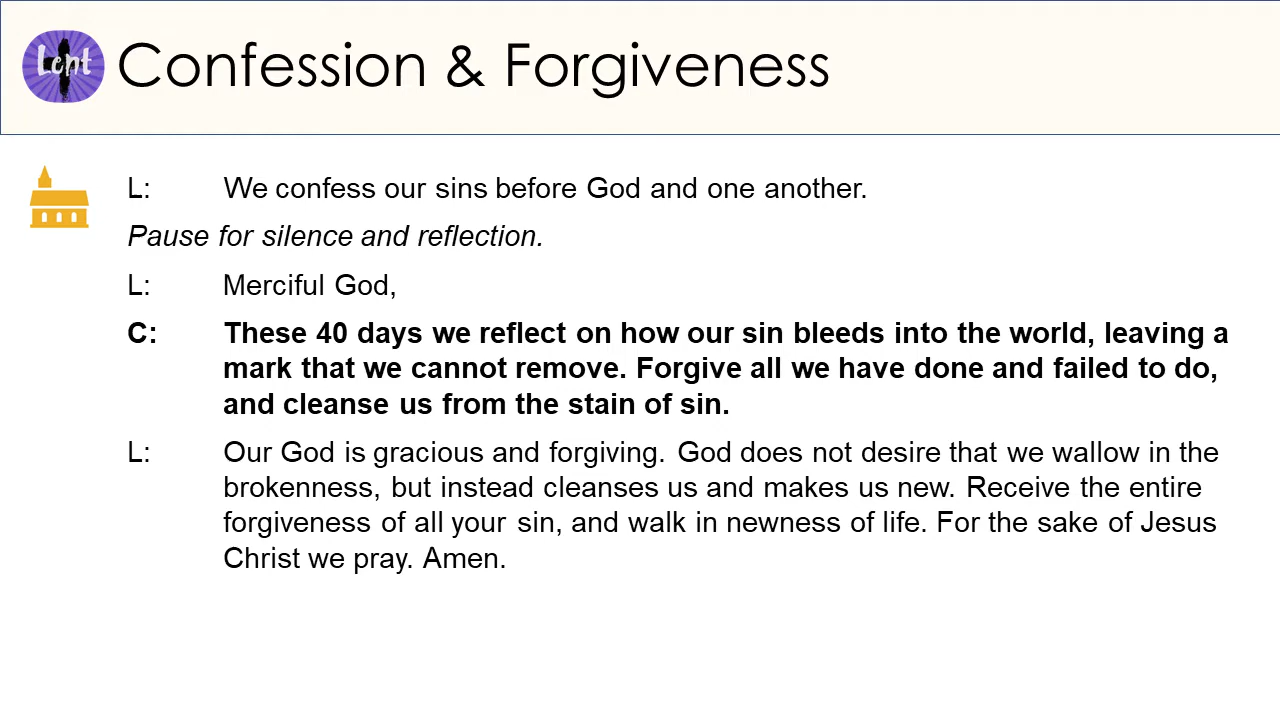 Lent
Confession & Forgiveness
L: We confess our sins before God and one another.
Pause for silence and reflection.
L: Merciful God,
C: These 40 days we reflect on how our sin bleeds into the world, leaving a
mark that we cannot remove. Forgive all we have done and failed to do,
and cleanse us from the stain of sin.
L: Our God is gracious and forgiving. God does not desire that we wallow in the
brokenness, but instead cleanses us and makes us new. Receive the entire
forgiveness of all your sin, and walk in newness of life. For the sake of Jesus
Christ we pray. Amen.